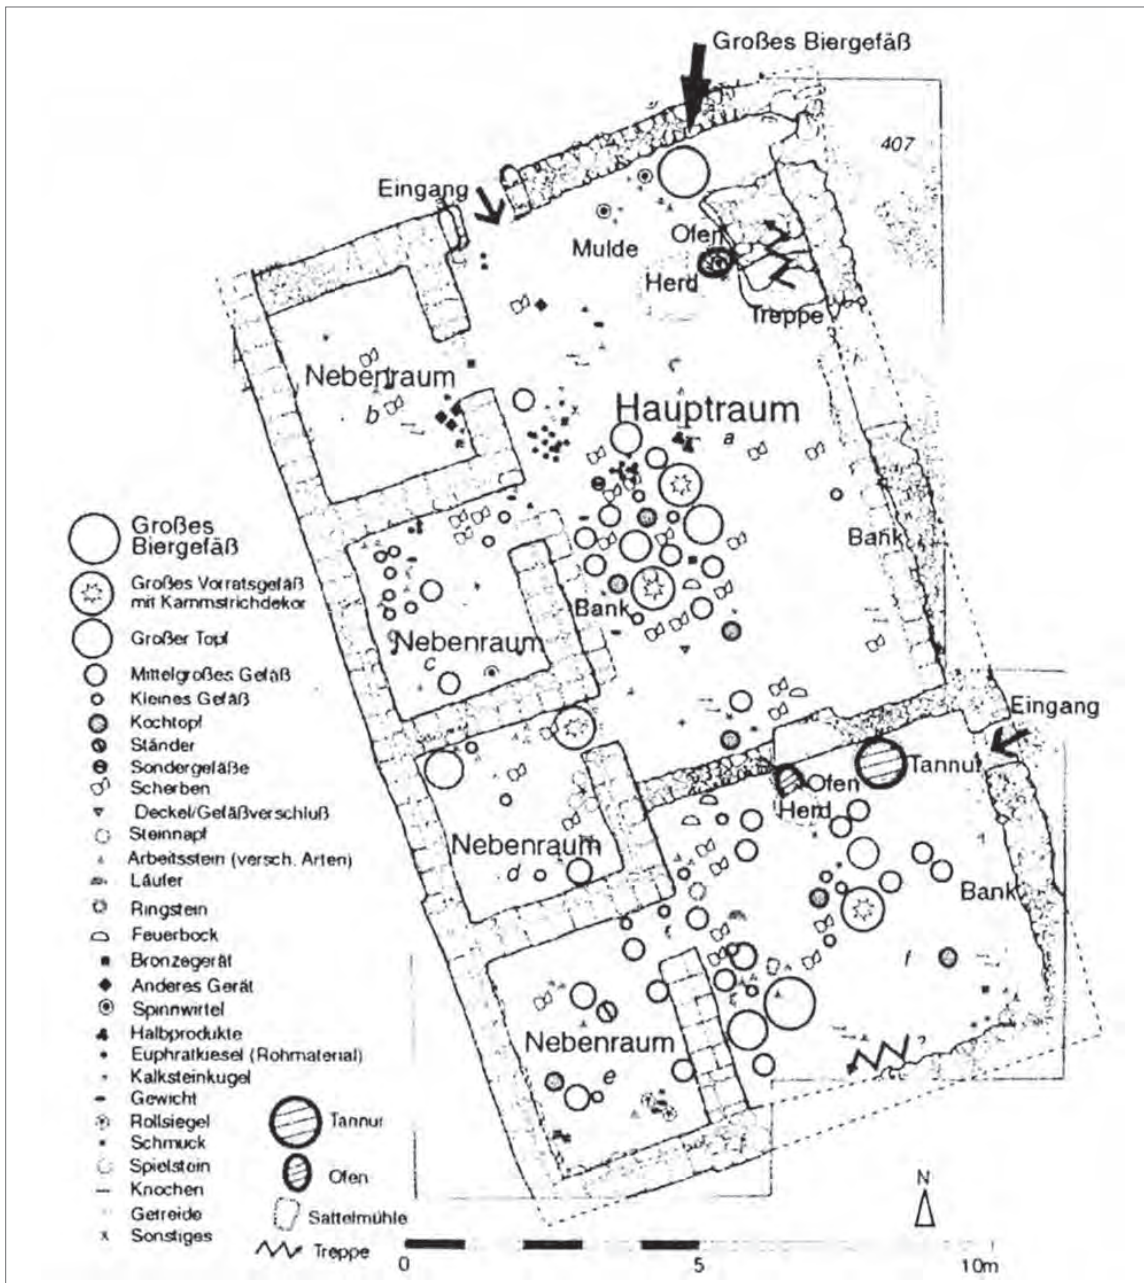 Großes Biergefäß
407
Eingang
Ofen
Mulde
Herd
Treppe
Nebenraum
b
Hauptraum
a
Großes
Biergefäß
Bank
Großes Vorratsgefäß
mit Kammstrichdekor
Bank
Großer Topf
Nebenraum
c
Mittelgroßes Gefäß
Kleines Gefäß
Eingang
Kochtopf
Ständer
Tannur
Sondergefäße
Ofen
Scherben
Herd
Deckel/Gefäßverschluß
Steinnapf
Nebenraum
Arbeitsstein (versch. Arten)
d
Läufer
Bank
Ringstein
Feuerbock
f
Bronzegerät
Anderes Gerät
Spinnwirtel
Halbprodukte
Nebenraum
Euphratkiesel (Rohmaterial)
Kalksteinkugel
e
Gewicht
Rollsiegel
Tannur
Schmuck
Spielstein
Ofen
Knochen
N
Getreide
Sattelmühle
Sonstiges
Treppe
0
5
10m